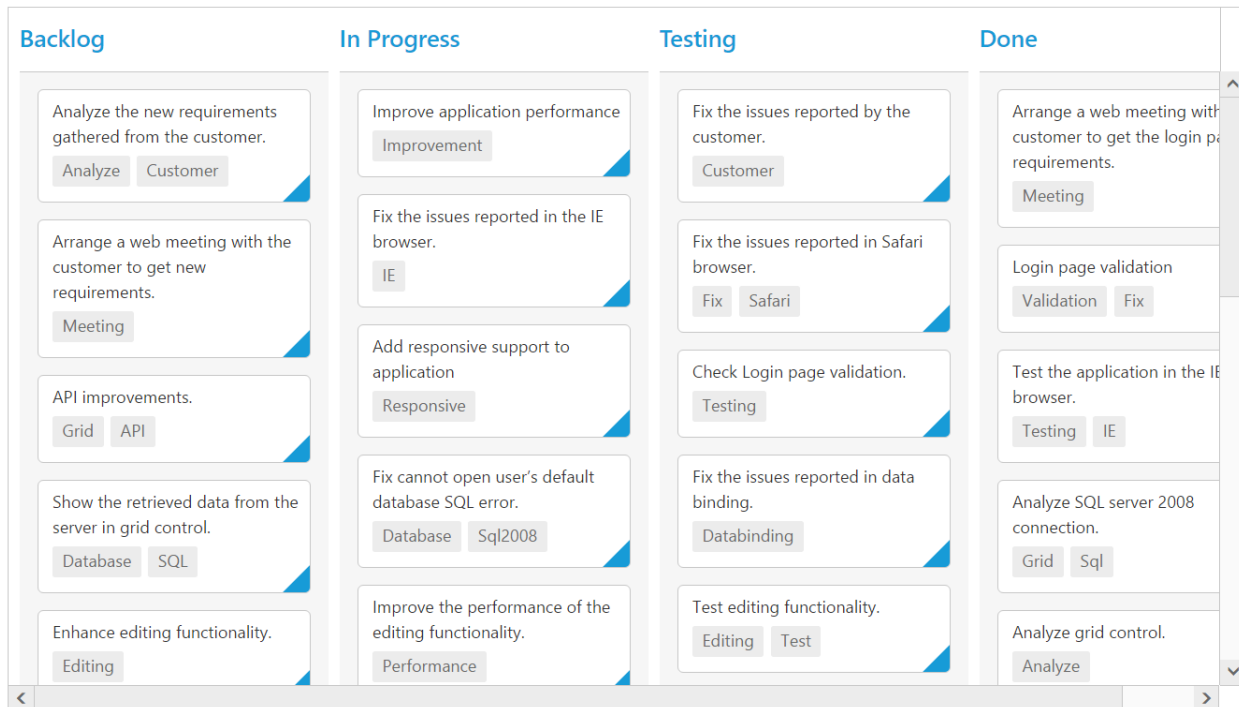 Backlog
In Progress
Testing
Done
Analyze the new requirements
gathered from the customer.
Analyze
Customer
Arrange a web meeting with the
customer to get new
requirements.
Meeting
API improvements.
Grid
API
Show the retrieved data from the
server in grid control.
Database
SQL
Enhance editing functionality.
Editing
Improve application performance
Improvement
Fix the issues reported in the IE
browser.
IE
Add responsive support to
application
Responsive
Fix cannot open user’s default
database SQL error.
Database
Sql2008
Improve the performance of the
editing functionality.
Performance
Fix the issues reported by the
customer.
Customer
Fix the issues reported in Safari
browser.
Fix
Safari
Check Login page validation.
Testing
Fix the issues reported in data
binding.
Databinding
Test editing functionality.
Editing
Test
Arrange a web meeting with
customer to get the login
requirements.
Meeting
Login page validation
Validation
Fix
Test the application in the IE
browser.
Testing
IE
Analyze SQL server 2008
connection.
Grid
Sql
Analyze grid control.
Analyze